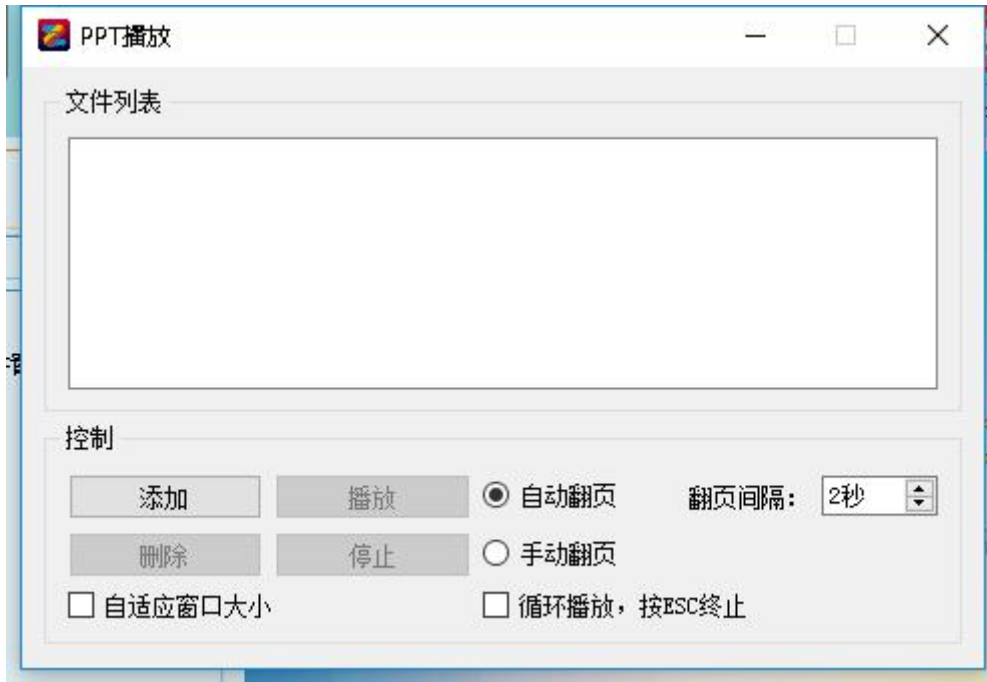 PPT播放
文件列表
控制
添加 播放 自动翻页 翻页间隔： 2秒
删除 停止 手动翻页
自适应窗口大小 循环播放，按ESC终止